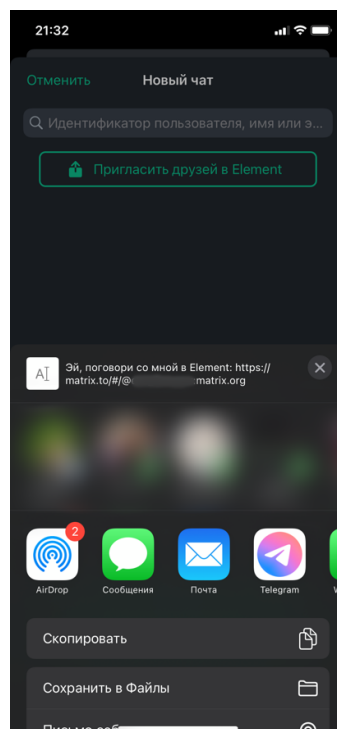 21:32
Отменить
Новый чат
Идентификатор пользователя, имя или э...
Пригласить друзей в Element
Эй, поговори со мной в Element: https://
matrix.to/#/@ matrix.org
2
AirDrop
Сообщения
Почта
Telegram
Скопировать
Сохранить в Файлы